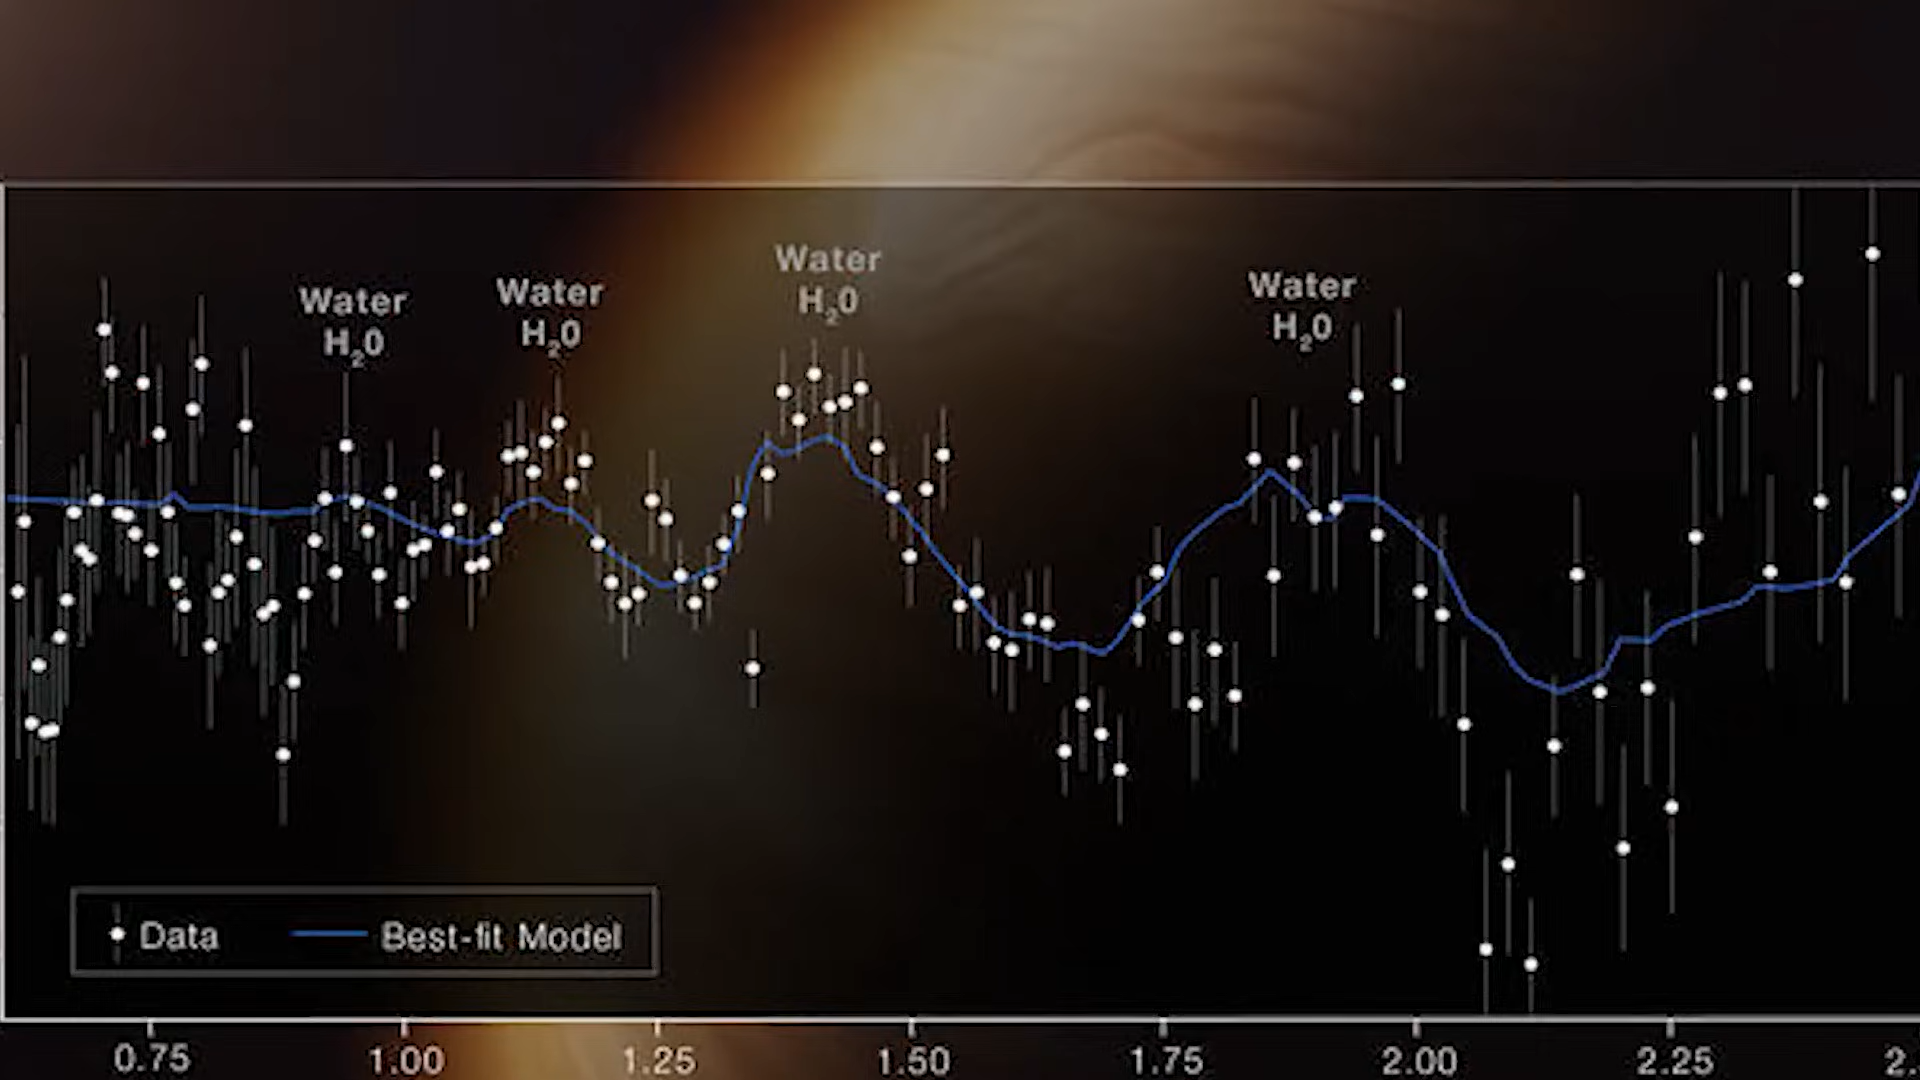 Water
H₂0
Water
H₂0
Water
H₂0
Water
H₂0
Data
Best-fit Model
0.75
1.00
1.25
1.50
1.75
2.00
2.25
2.